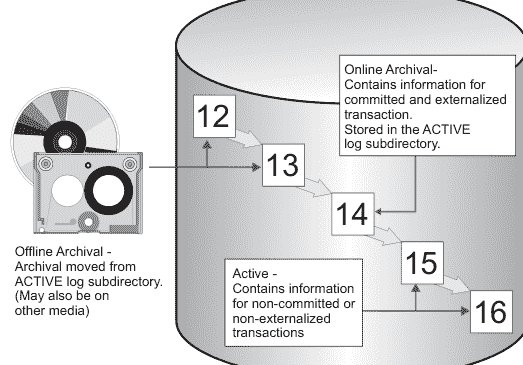 Online Archival-
Contains information for
committed and externalized
transaction.
Stored in the ACTIVE
log subdirectory.
12
13
14
15
16
Offline Archival -
Archival moved from
ACTIVE log subdirectory.
(May also be on
other media)
Active -
Contains information
for non-committed or
non-externalized
transactions